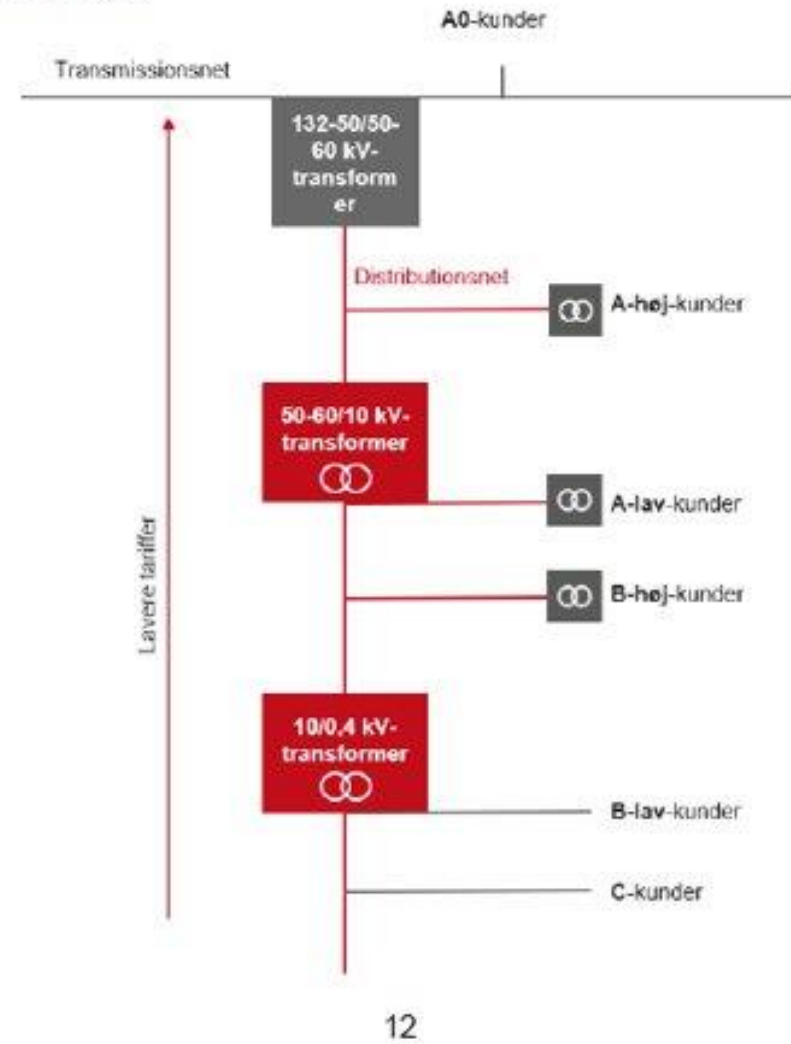 A0-kunder
Transmissionsnet
132-50/50-
60 kV-
transform
er
Distributionsnet
A-høj-kunder
50-60/10 kV-
transformer
A-lav-kunder
Lavere tariffer
B-høj-kunder
10/0,4 kV-
transformer
B-lav-kunder
C-kunder
12